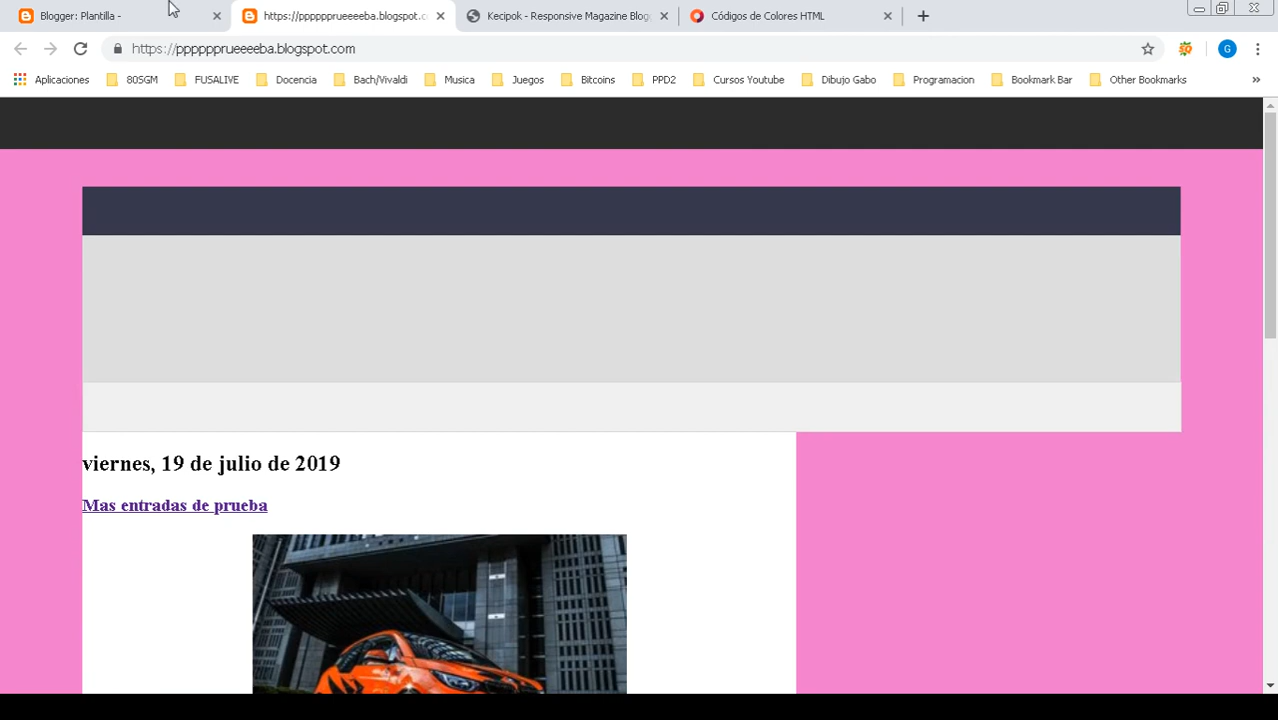 Blogger: Plantilla -
https://ppppppprueeeeba.blogspot.c
Kecipok - Responsive Magazine Blog
Códigos de Colores HTML
https://ppppppprueeeeba.blogspot.com
G
Aplicaciones
80SGM
FUSALIVE
Docencia
Bach/Vivaldi
Musica
Juegos
Bitcoins
PPD2
Cursos Youtube
Dibujo Gabo
Programacion
Bookmark Bar
Other Bookmarks
viernes, 19 de julio de 2019
Mas entradas de prueba